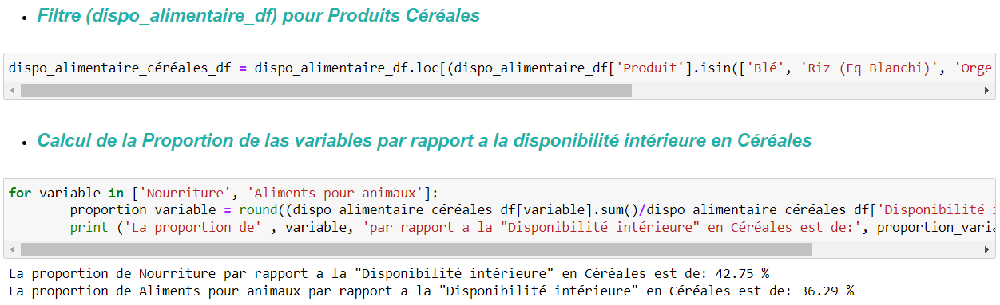 Filtre (dispo_alimentaire_df) pour Produits Céréales
dispo_alimentaire_céréales_df = dispo_alimentaire_df.loc[(dispo_alimentaire_df['Produit'].isin(['Blé', 'Riz (Eq Blanchi)', 'Orge
Calcul de la Proportion de las variables par rapport a la disponibilité intérieure en Céréales
for variable in ['Nourriture', 'Aliments pour animaux']:
proportion_variable = round((dispo_alimentaire_céréales_df[variable].sum()/dispo_alimentaire_céréales_df['Disponibilité i
print ('La proportion de' , variable, 'par rapport a la "Disponibilité intérieure" en Céréales est de:', proportion_varia
La proportion de Nourriture par rapport a la "Disponibilité intérieure" en Céréales est de: 42.75 %
La proportion de Aliments pour animaux par rapport a la "Disponibilité intérieure" en Céréales est de: 36.29 %